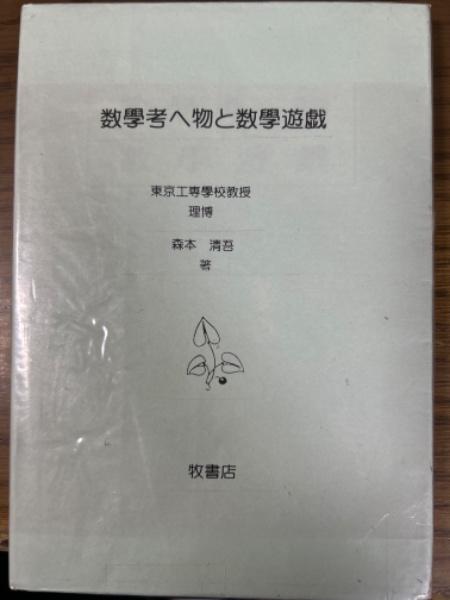 数學考へ物と数學遊戯
東京工専學校教授
理博
森本 清吾
著
牧書店